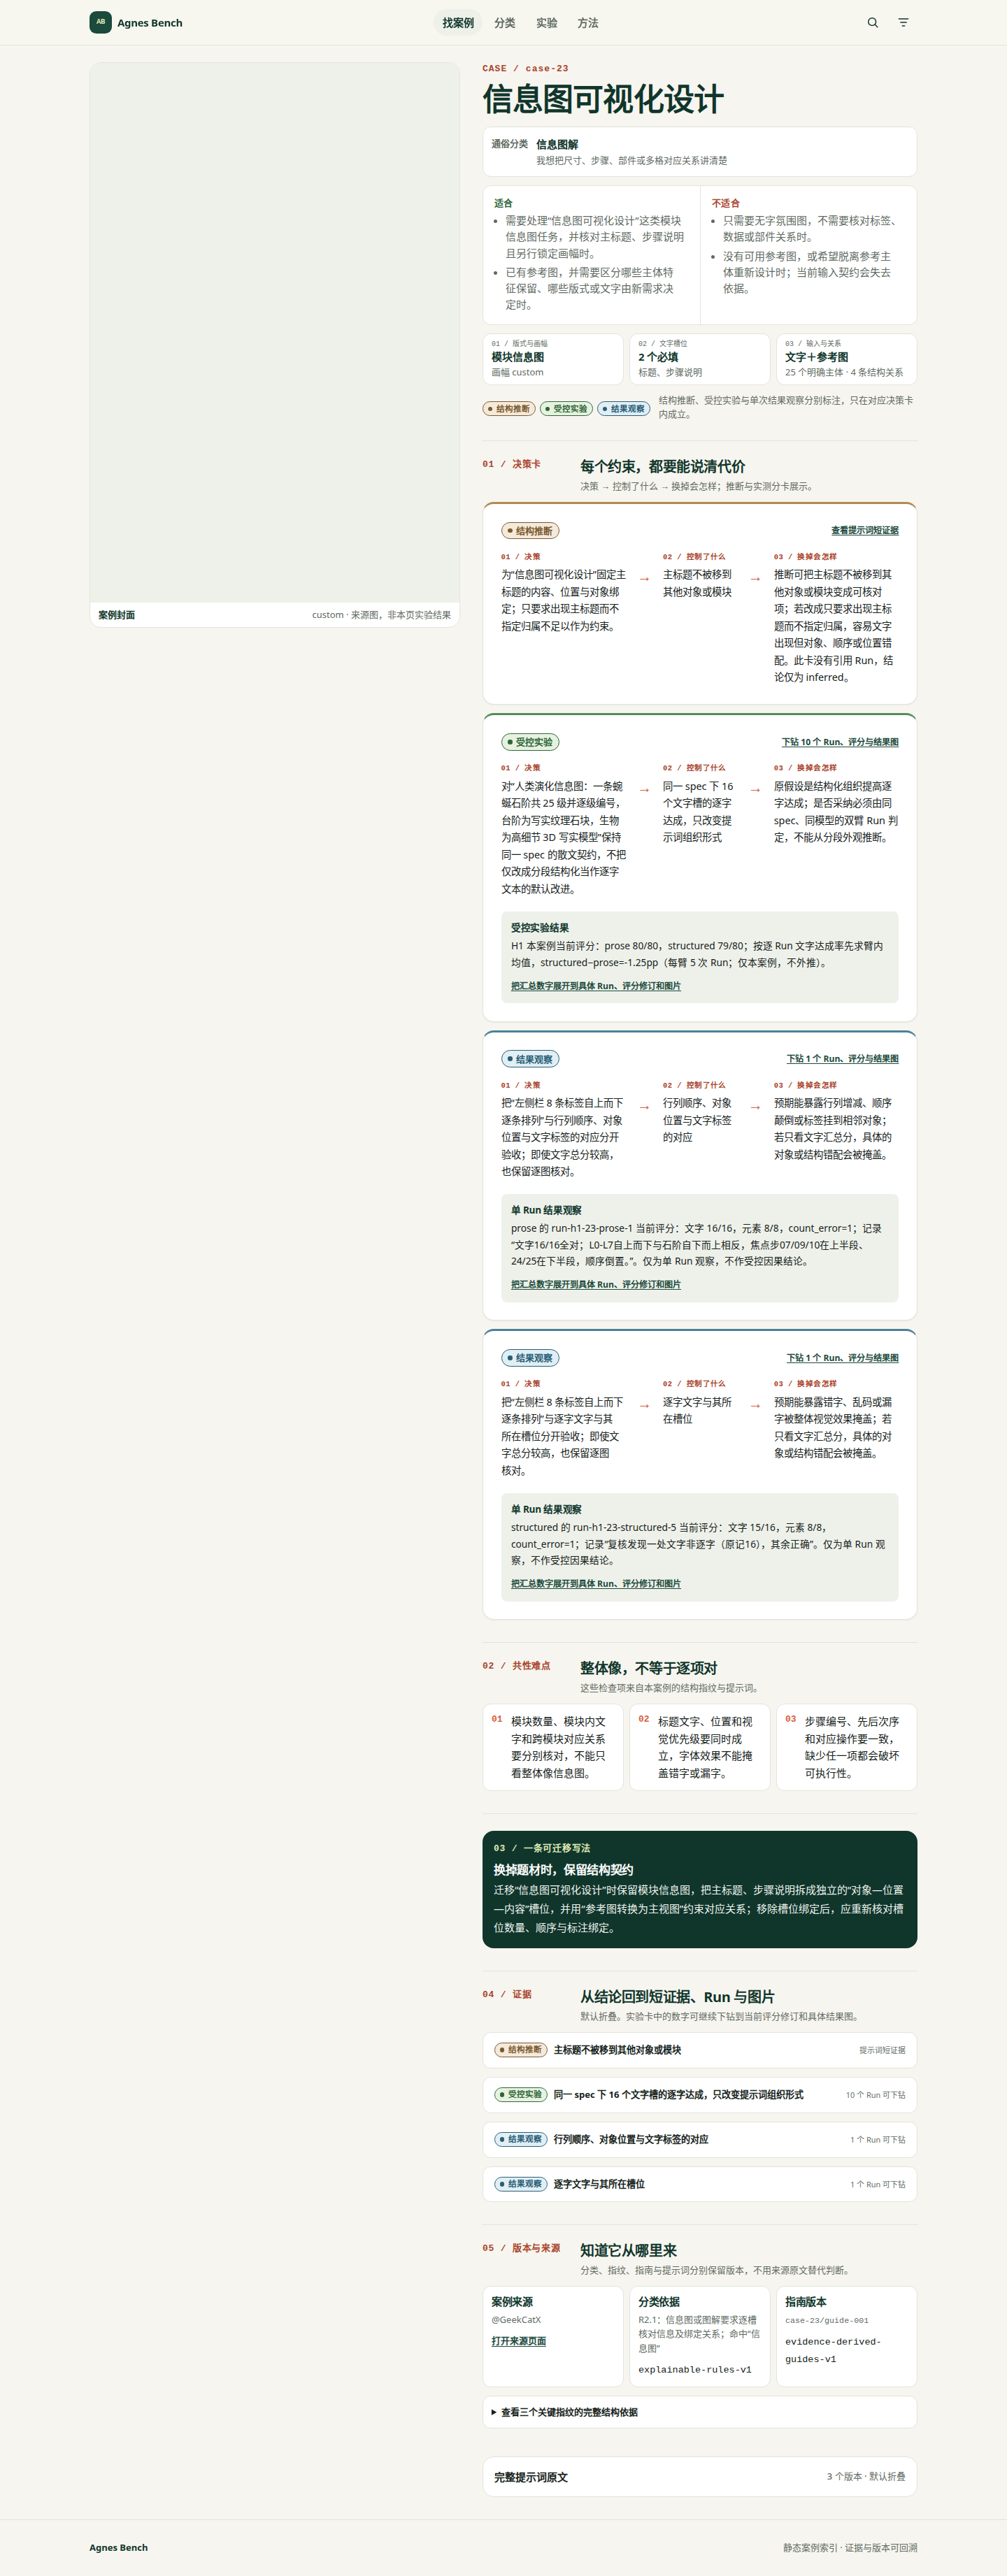 AB
Agnes Bench
找案例
分类
实验
方法
案例封面
custom · 来源图，非本页实验结果
CASE / case-23
信息图可视化设计
通俗分类
信息图解
我想把尺寸、步骤、部件或多格对应关系讲清楚
适合
需要处理“信息图可视化设计”这类模块
信息图任务，并核对主标题、步骤说明
且另行锁定画幅时。
已有参考图，并需要区分哪些主体特
征保留、哪些版式或文字由新需求决
定时。
不适合
只需要无字氛围图，不需要核对标签、
数据或部件关系时。
没有可用参考图，或希望脱离参考主
体重新设计时；当前输入契约会失去
依据。
01 / 版式与画幅
模块信息图
画幅 custom
02 / 文字槽位
2 个必填
标题、步骤说明
03 / 输入与关系
文字＋参考图
25 个明确主体 · 4 条结构关系
结构推断
受控实验
结果观察
结构推断、受控实验与单次结果观察分别标注，只在对应决策卡
内成立。
01 / 决策卡
每个约束，都要能说清代价
决策 → 控制了什么 → 换掉会怎样；推断与实测分卡展示。
结构推断
查看提示词短证据
01 / 决策
为“信息图可视化设计”固定主
标题的内容、位置与对象绑
定；只要求出现主标题而不
指定归属不足以作为约束。
→
02 / 控制了什么
主标题不被移到
其他对象或模块
→
03 / 换掉会怎样
推断可把主标题不被移到其
他对象或模块变成可核对
项；若改成只要求出现主标
题而不指定归属，容易文字
出现但对象、顺序或位置错
配。此卡没有引用 Run，结
论仅为 inferred。
受控实验
下钻 10 个 Run、评分与结果图
01 / 决策
对“人类演化信息图：一条蜿
蜒石阶共 25 级并逐级编号，
台阶为写实纹理石块，生物
为高细节 3D 写实模型”保持
同一 spec 的散文契约，不把
仅改成分段结构化当作逐字
文本的默认改进。
→
02 / 控制了什么
同一 spec 下 16
个文字槽的逐字
达成，只改变提
示词组织形式
→
03 / 换掉会怎样
原假设是结构化组织提高逐
字达成；是否采纳必须由同
spec、同模型的双臂 Run 判
定，不能从分段外观推断。
受控实验结果
H1 本案例当前评分：prose 80/80，structured 79/80；按逐 Run 文字达成率先求臂内
均值，structured−prose=-1.25pp（每臂 5 次 Run；仅本案例，不外推）。
把汇总数字展开到具体 Run、评分修订和图片
结果观察
下钻 1 个 Run、评分与结果图
01 / 决策
把“左侧栏 8 条标签自上而下
逐条排列”与行列顺序、对象
位置与文字标签的对应分开
验收；即使文字总分较高，
也保留逐图核对。
→
02 / 控制了什么
行列顺序、对象
位置与文字标签
的对应
→
03 / 换掉会怎样
预期能暴露行列增减、顺序
颠倒或标签挂到相邻对象；
若只看文字汇总分，具体的
对象或结构错配会被掩盖。
单 Run 结果观察
prose 的 run-h1-23-prose-1 当前评分：文字 16/16，元素 8/8，count_error=1；记录
“文字16/16全对；L0-L7自上而下与石阶自下而上相反，焦点步07/09/10在上半段、
24/25在下半段，顺序倒置。”。仅为单 Run 观察，不作受控因果结论。
把汇总数字展开到具体 Run、评分修订和图片
结果观察
下钻 1 个 Run、评分与结果图
01 / 决策
把“左侧栏 8 条标签自上而下
逐条排列”与逐字文字与其
所在槽位分开验收；即使文
字总分较高，也保留逐图
核对。
→
02 / 控制了什么
逐字文字与其所
在槽位
→
03 / 换掉会怎样
预期能暴露错字、乱码或漏
字被整体视觉效果掩盖；若
只看文字汇总分，具体的对
象或结构错配会被掩盖。
单 Run 结果观察
structured 的 run-h1-23-structured-5 当前评分：文字 15/16，元素 8/8，
count_error=1；记录“复核发现一处文字非逐字（原记16），其余正确”。仅为单 Run 观
察，不作受控因果结论。
把汇总数字展开到具体 Run、评分修订和图片
02 / 共性难点
整体像，不等于逐项对
这些检查项来自本案例的结构指纹与提示词。
01
模块数量、模块内文
字和跨模块对应关系
要分别核对，不能只
看整体像信息图。
02
标题文字、位置和视
觉优先级要同时成
立，字体效果不能掩
盖错字或漏字。
03
步骤编号、先后次序
和对应操作要一致，
缺少任一项都会破坏
可执行性。
03 / 一条可迁移写法
换掉题材时，保留结构契约
迁移“信息图可视化设计”时保留模块信息图，把主标题、步骤说明拆成独立的“对象—位置
—内容”槽位，并用“参考图转换为主视图”约束对应关系；移除槽位绑定后，应重新核对槽
位数量、顺序与标注绑定。
04 / 证据
从结论回到短证据、Run 与图片
默认折叠。实验卡中的数字可继续下钻到当前评分修订和具体结果图。
结构推断
主标题不被移到其他对象或模块
提示词短证据
受控实验
同一 spec 下 16 个文字槽的逐字达成，只改变提示词组织形式
10 个 Run 可下钻
结果观察
行列顺序、对象位置与文字标签的对应
1 个 Run 可下钻
结果观察
逐字文字与其所在槽位
1 个 Run 可下钻
05 / 版本与来源
知道它从哪里来
分类、指纹、指南与提示词分别保留版本，不用来源原文替代判断。
案例来源
@GeekCatX
打开来源页面
分类依据
R2.1：信息图或图解要求逐槽
核对信息及绑定关系；命中“信
息图”
explainable-rules-v1
指南版本
case-23/guide-001
evidence-derived-
guides-v1
查看三个关键指纹的完整结构依据
完整提示词原文
3 个版本 · 默认折叠
Agnes Bench
静态案例索引 · 证据与版本可回溯